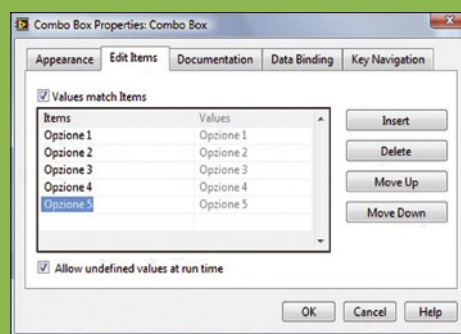 Combo Box Properties: Combo Box
Appearance Edit Items Documentation Data Binding Key Navigation
Values match Items
Items Values
Opzione 1 Opzione 1
Opzione 2 Opzione 2
Opzione 3 Opzione 3
Opzione 4 Opzione 4
Opzione 5 Opzione 5
Insert
Delete
Move Up
Move Down
Allow undefined values at run time
OK Cancel Help